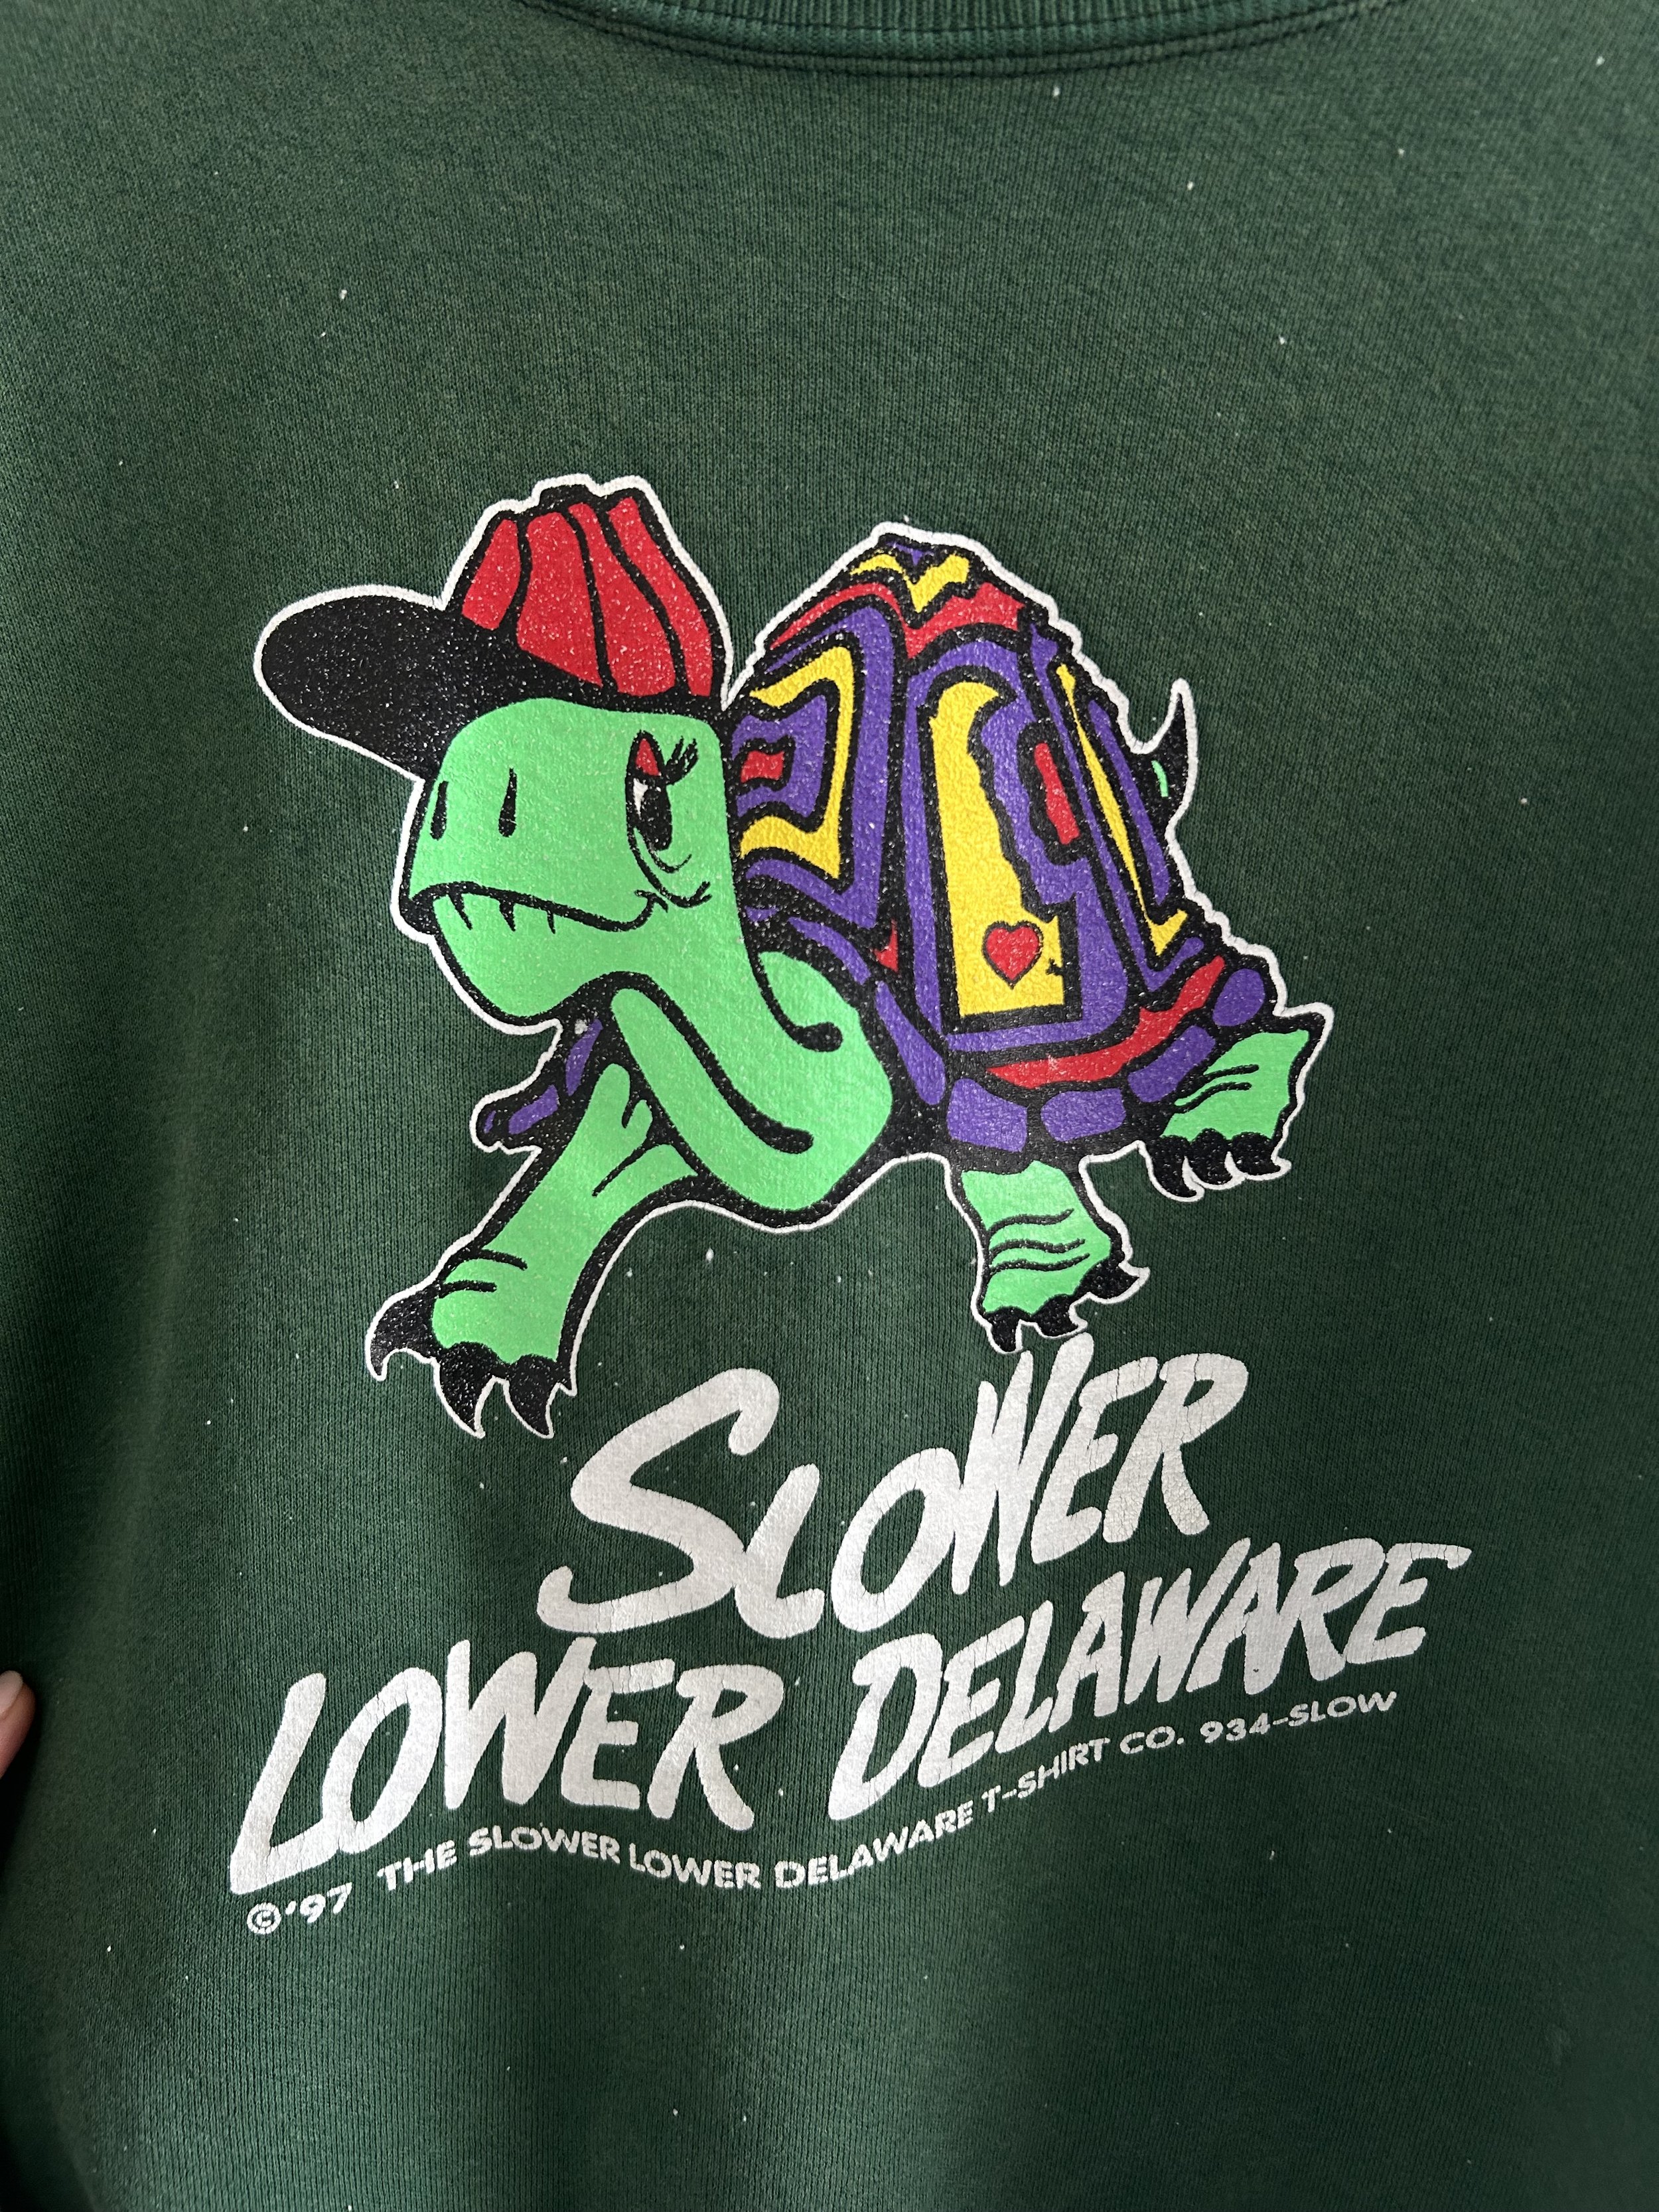 SLOWER
LOWER DELAWARE
©'97 THE SLOWER LOWER DELAWARE T-SHIRT CO. 934-SLOW